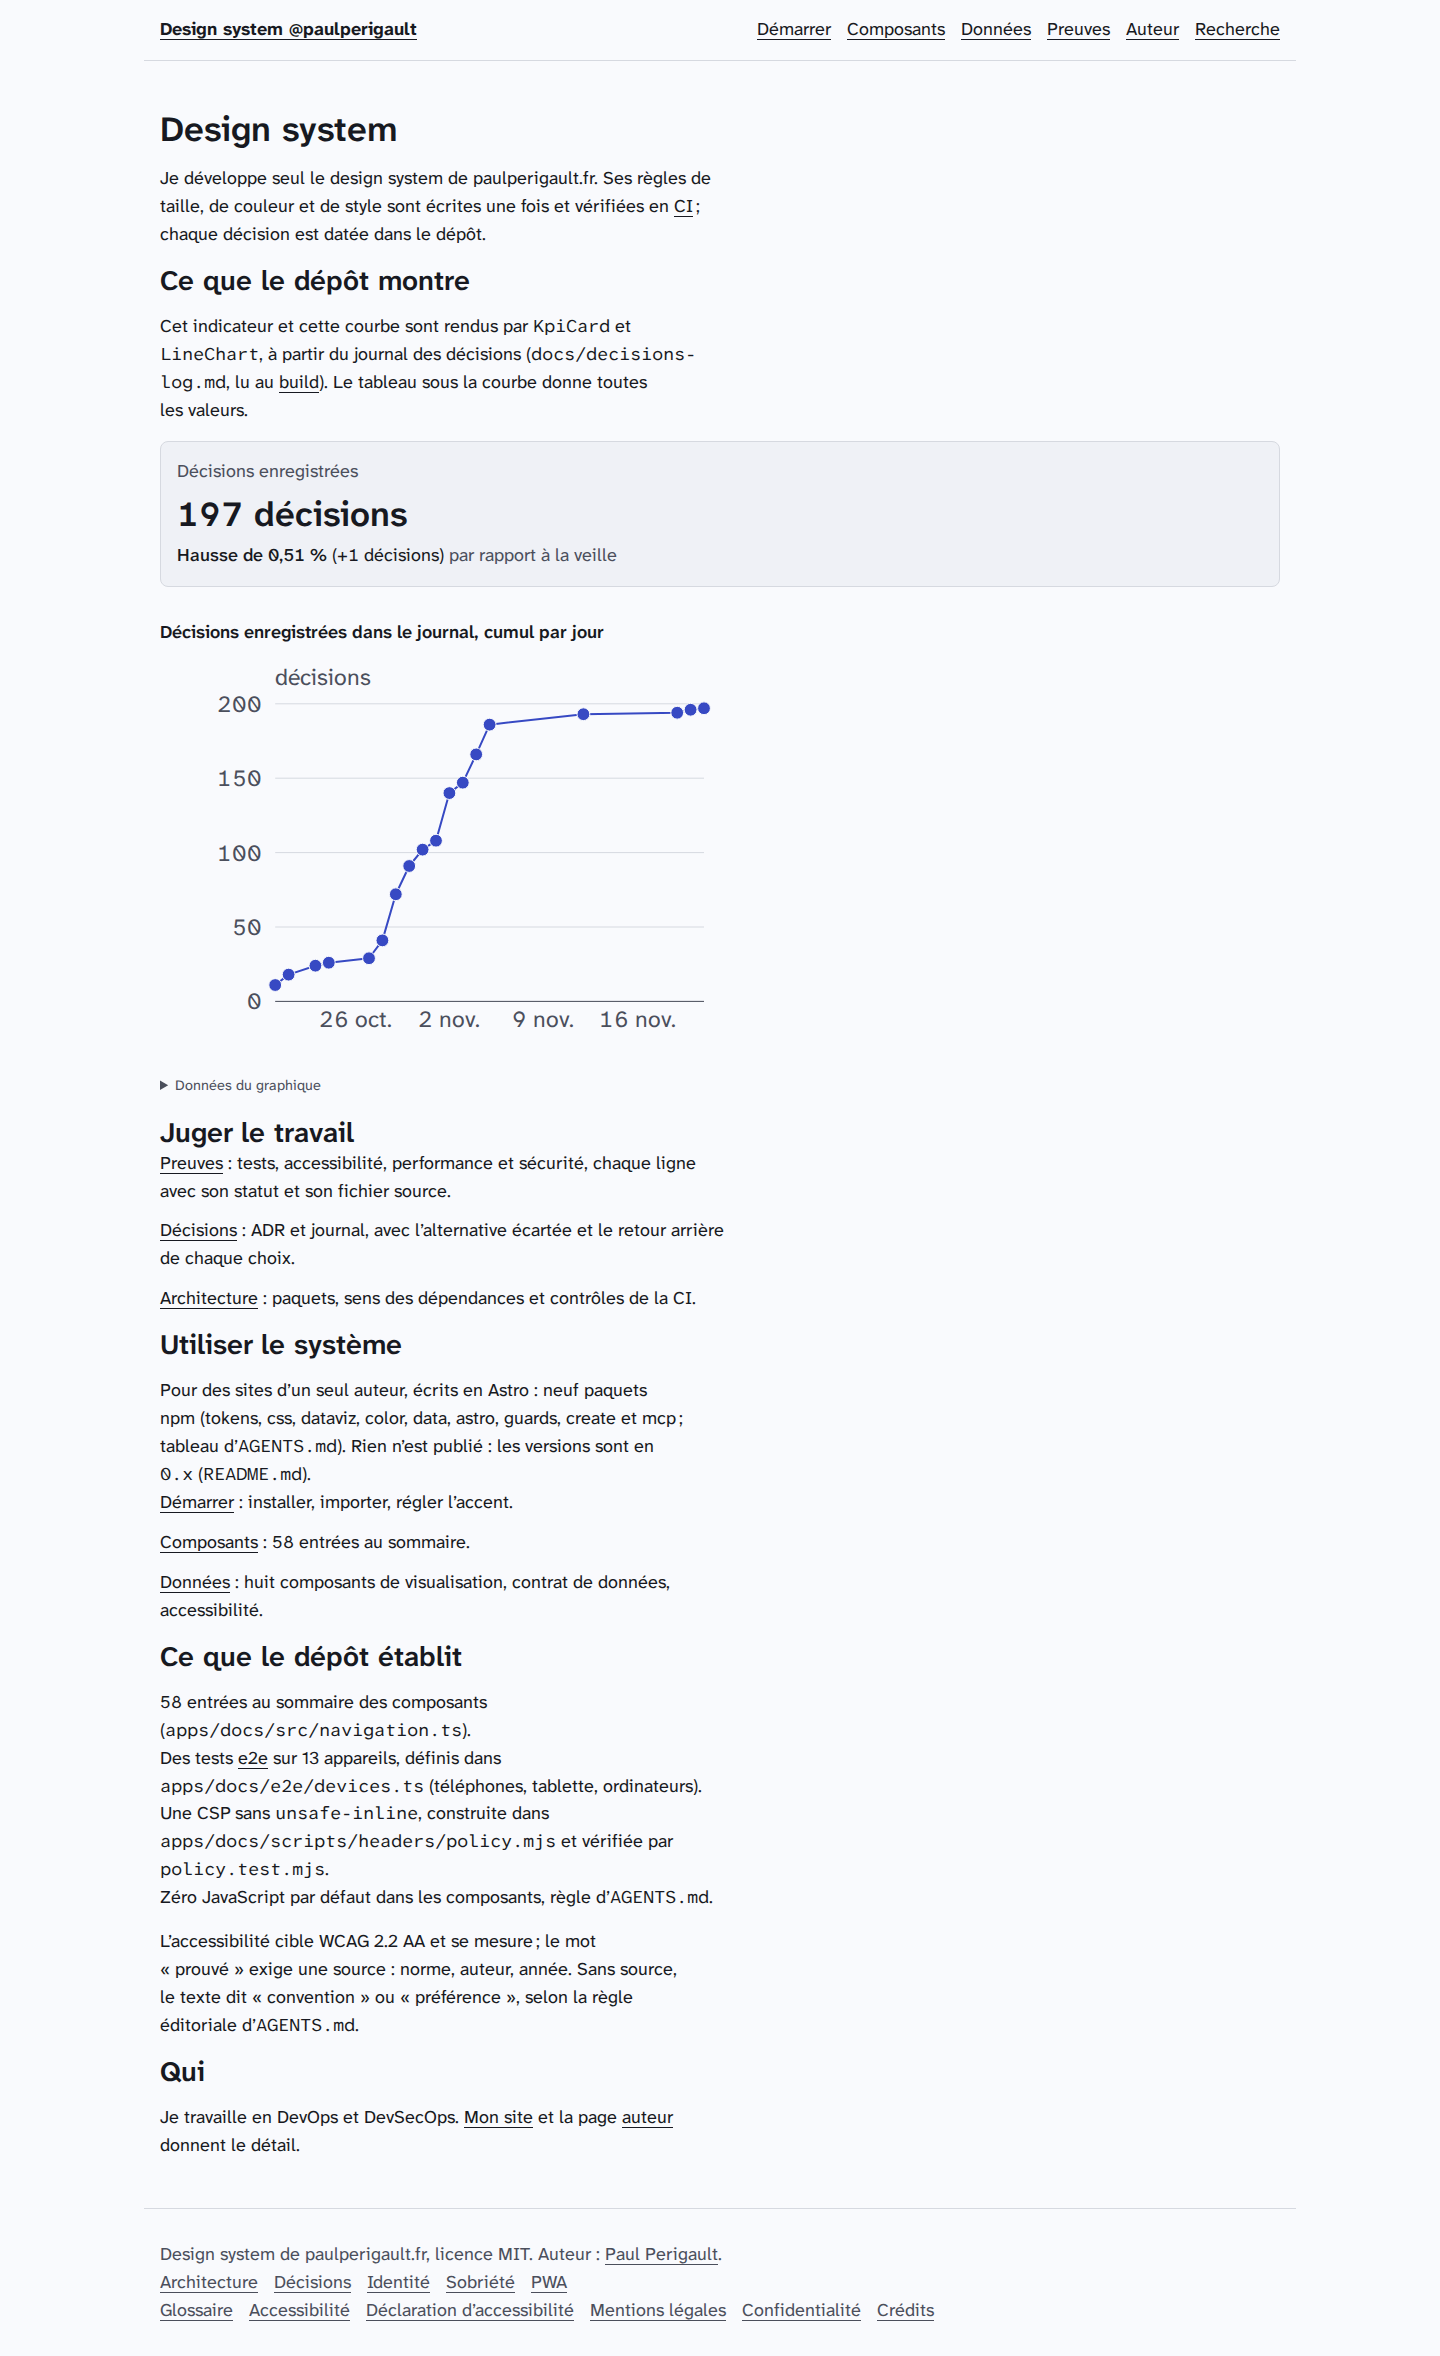 Design system @paulperigault
Démarrer Composants Données Preuves Auteur Recherche
Design system
Je développe seul le design system de paulperigault.fr. Ses règles de
taille, de couleur et de style sont écrites une fois et vérifiées en CI ;
chaque décision est datée dans le dépôt.
Ce que le dépôt montre
Cet indicateur et cette courbe sont rendus par KpiCard et
LineChart, à partir du journal des décisions (docs/decisions-
log.md, lu au build). Le tableau sous la courbe donne toutes
les valeurs.
Décisions enregistrées
197 décisions
Hausse de 0,51 % (+1 décisions) par rapport à la veille
Décisions enregistrées dans le journal, cumul par jour
décisions
200
150
100
50
0
26 oct. 2 nov. 9 nov. 16 nov.
Données du graphique
Juger le travail
Preuves : tests, accessibilité, performance et sécurité, chaque ligne
avec son statut et son fichier source.
Décisions : ADR et journal, avec l’alternative écartée et le retour arrière
de chaque choix.
Architecture : paquets, sens des dépendances et contrôles de la CI.
Utiliser le système
Pour des sites d’un seul auteur, écrits en Astro : neuf paquets
npm (tokens, css, dataviz, color, data, astro, guards, create et mcp ;
tableau d’AGENTS.md). Rien n’est publié : les versions sont en
0.x (README.md).
Démarrer : installer, importer, régler l’accent.
Composants : 58 entrées au sommaire.
Données : huit composants de visualisation, contrat de données,
accessibilité.
Ce que le dépôt établit
58 entrées au sommaire des composants
(apps/docs/src/navigation.ts).
Des tests e2e sur 13 appareils, définis dans
apps/docs/e2e/devices.ts (téléphones, tablette, ordinateurs).
Une CSP sans unsafe-inline, construite dans
apps/docs/scripts/headers/policy.mjs et vérifiée par
policy.test.mjs.
Zéro JavaScript par défaut dans les composants, règle d’AGENTS.md.
L’accessibilité cible WCAG 2.2 AA et se mesure ; le mot
« prouvé » exige une source : norme, auteur, année. Sans source,
le texte dit « convention » ou « préférence », selon la règle
éditoriale d’AGENTS.md.
Qui
Je travaille en DevOps et DevSecOps. Mon site et la page auteur
donnent le détail.
Design system de paulperigault.fr, licence MIT. Auteur : Paul Perigault.
Architecture Décisions Identité Sobriété PWA
Glossaire Accessibilité Déclaration d’accessibilité Mentions légales Confidentialité Crédits